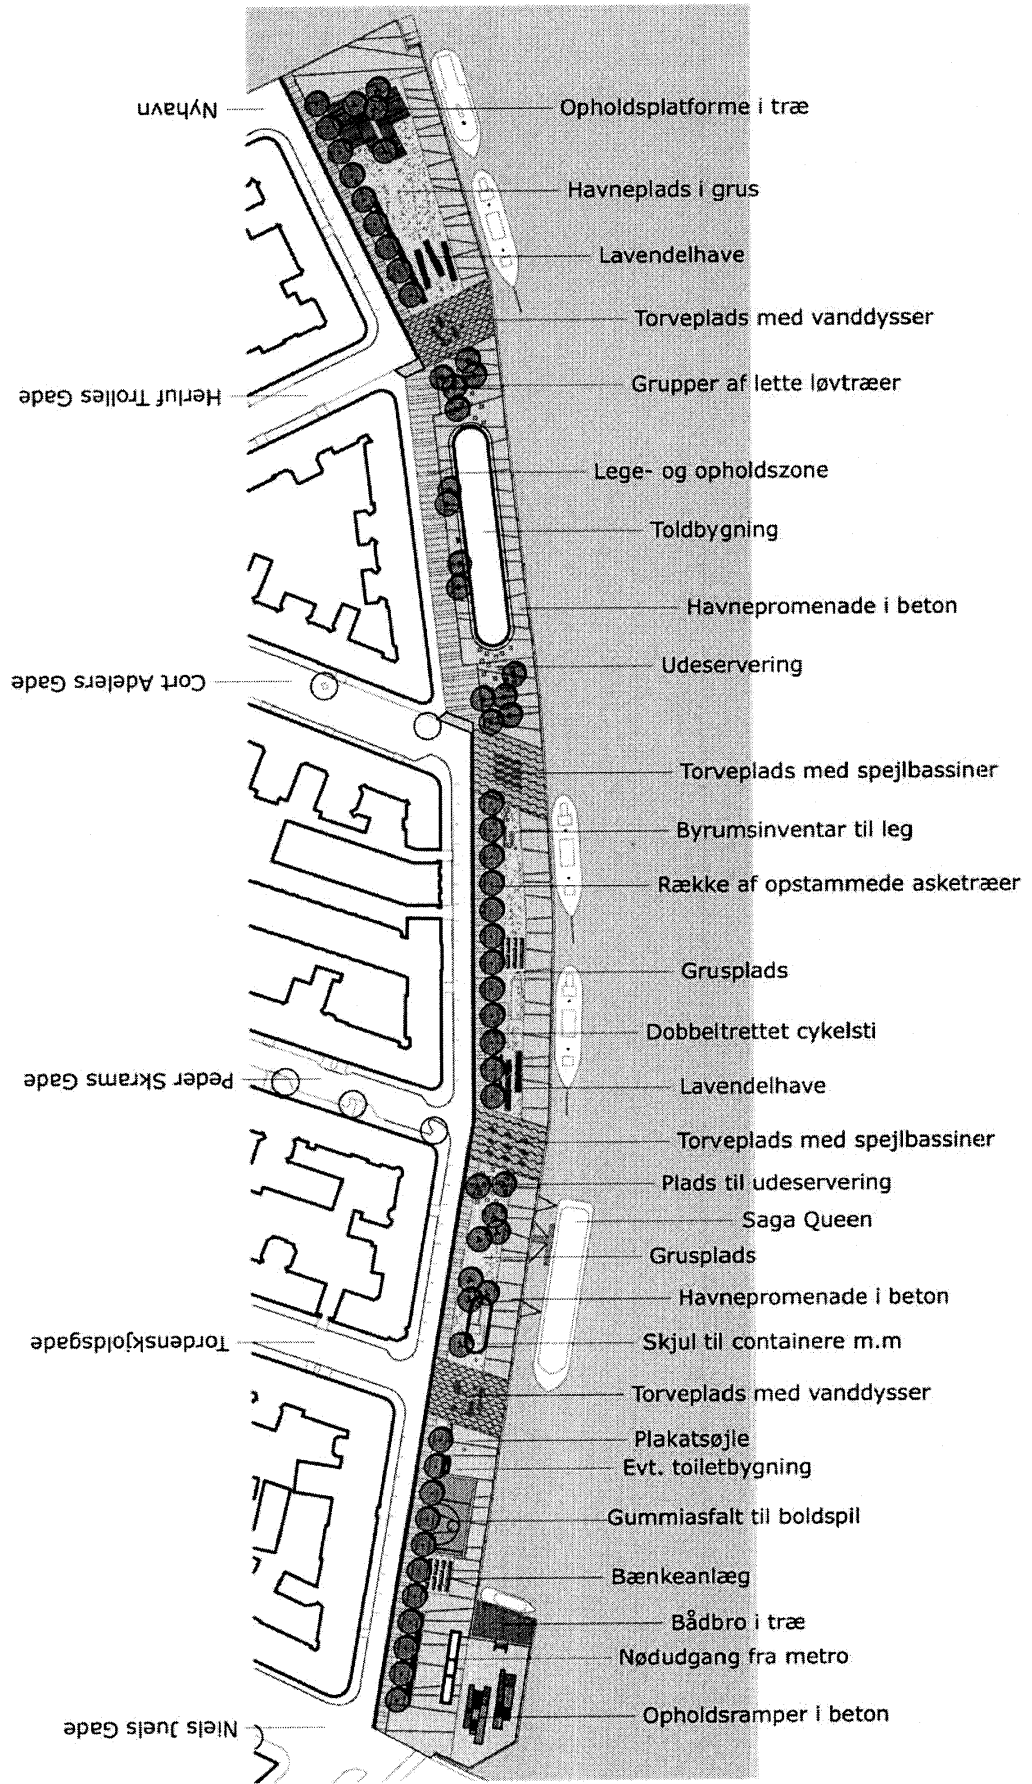 Nyhavn
Opholdsplatforme i træ
Havneplads i grus
Lavendelhave
Torveplads med vanddysser
Grupper af lette løvtræer
Herluf Trolles Gade
Lege- og opholdszone
Toldbygning
Havnepromenade i beton
Udeservering
Cort Adelers Gade
Torveplads med spejlbassiner
Byrumsinventar til leg
Række af opstammede asketræer
Grusplads
Dobbeltrettet cykelsti
Peder Skrams Gade
Lavendelhave
Torveplads med spejlbassiner
Plads til udeservering
Saga Queen
Grusplads
Havnepromenade i beton
Skjul til containere m.m
Tordenskjoldsgade
Torveplads med vanddysser
Plakatsøjle
Evt. toiletbygning
Gummiasfalt til boldspil
Bænkeanlæg
Bådbro i træ
Nødudgang fra metro
Opholdsramper i beton
Niels Juels Gade